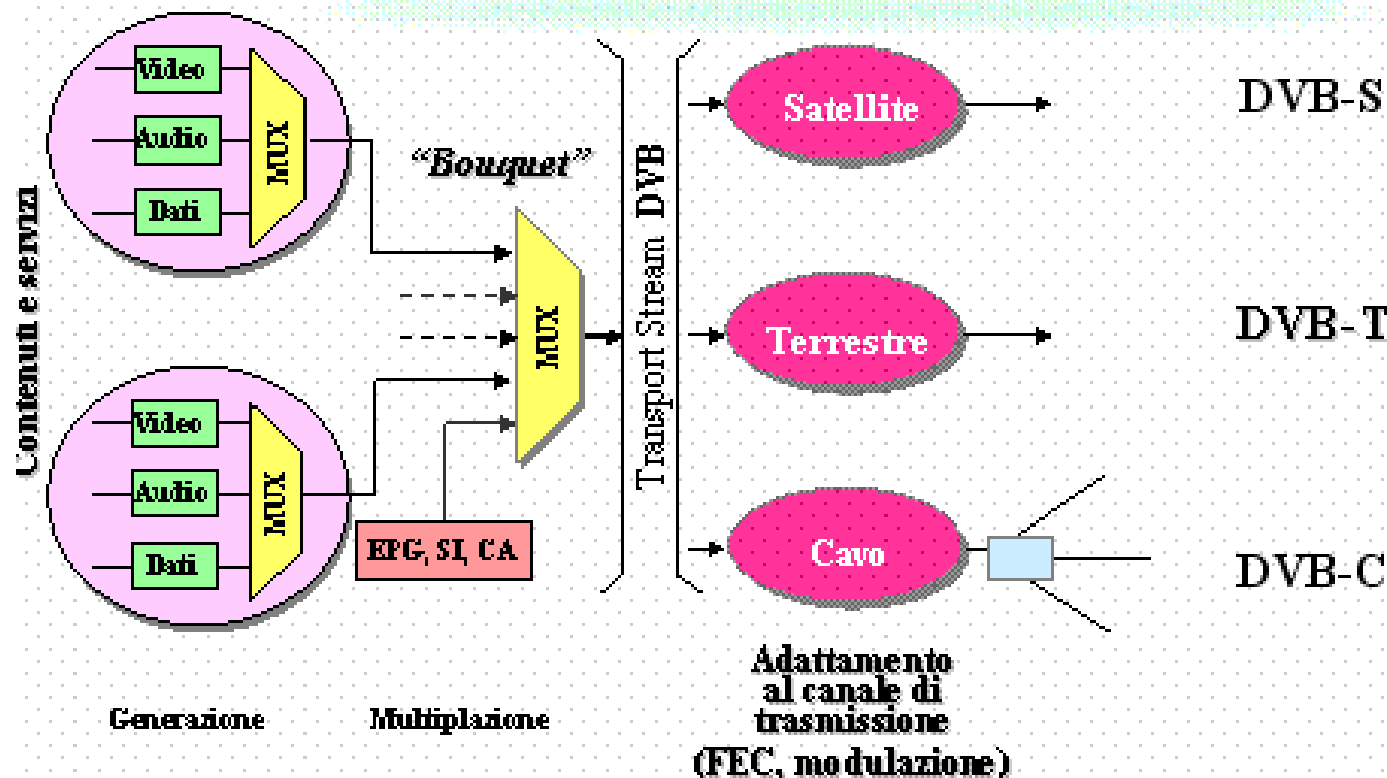 Contenuti e servizi
Video
Audio
Dati
MUX
Video
Audio
Dati
MUX
“Bouquet”
MUX
EPG, SI, CA
Transport Stream DVB
Satellite
Terrestre
Cavo
DVB-S
DVB-T
DVB-C
Generazione
Multiplazione
Adattamento
al canale di
trasmissione
(FEC, modulazione)